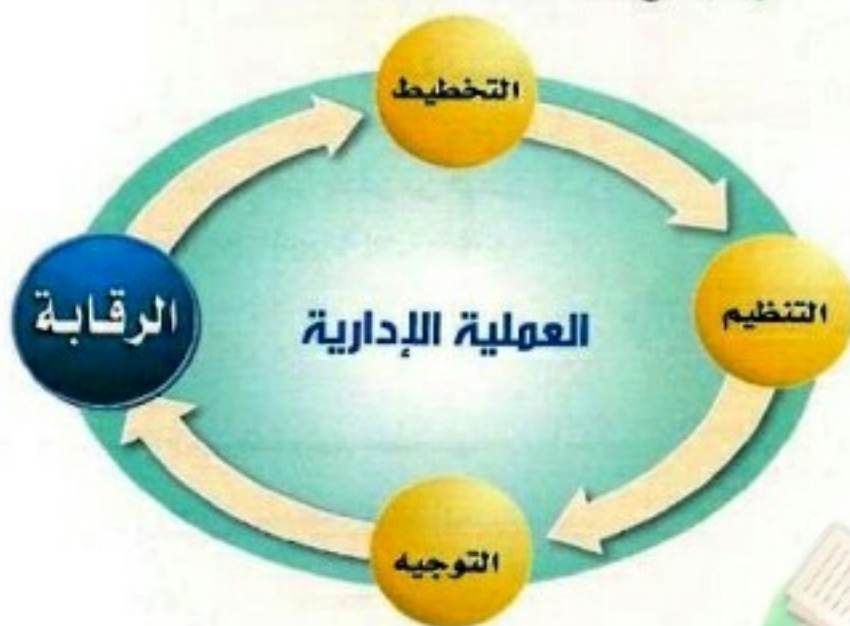 التخطيط
التنظيم
العملية الإدارية
الرقابة
التوجيه